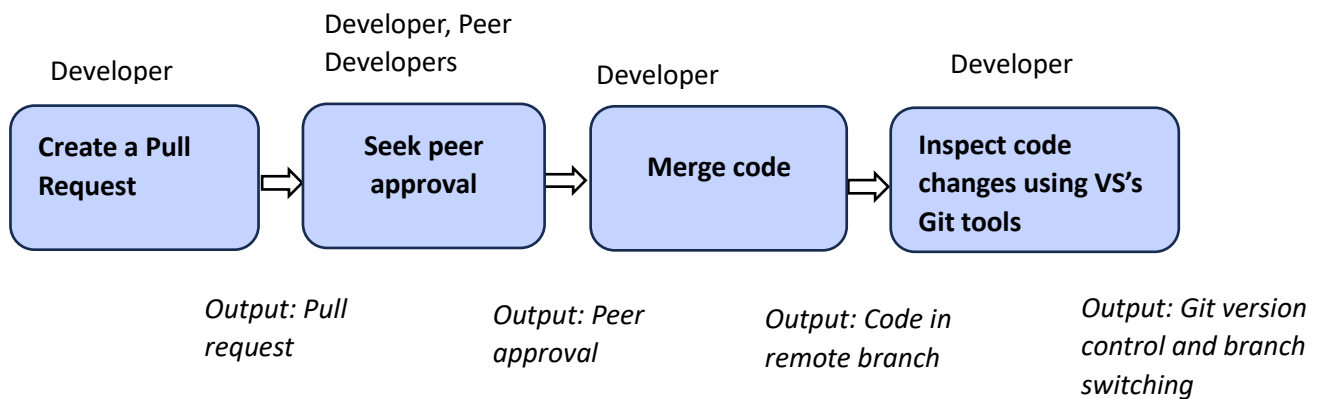 Developer
Developer, Peer
Developers
Developer
Developer
Create a Pull
Request
Seek peer
approval
Merge code
Inspect code
changes using VS’s
Git tools
Output: Pull
request
Output: Peer
approval
Output: Code in
remote branch
Output: Git version
control and branch
switching